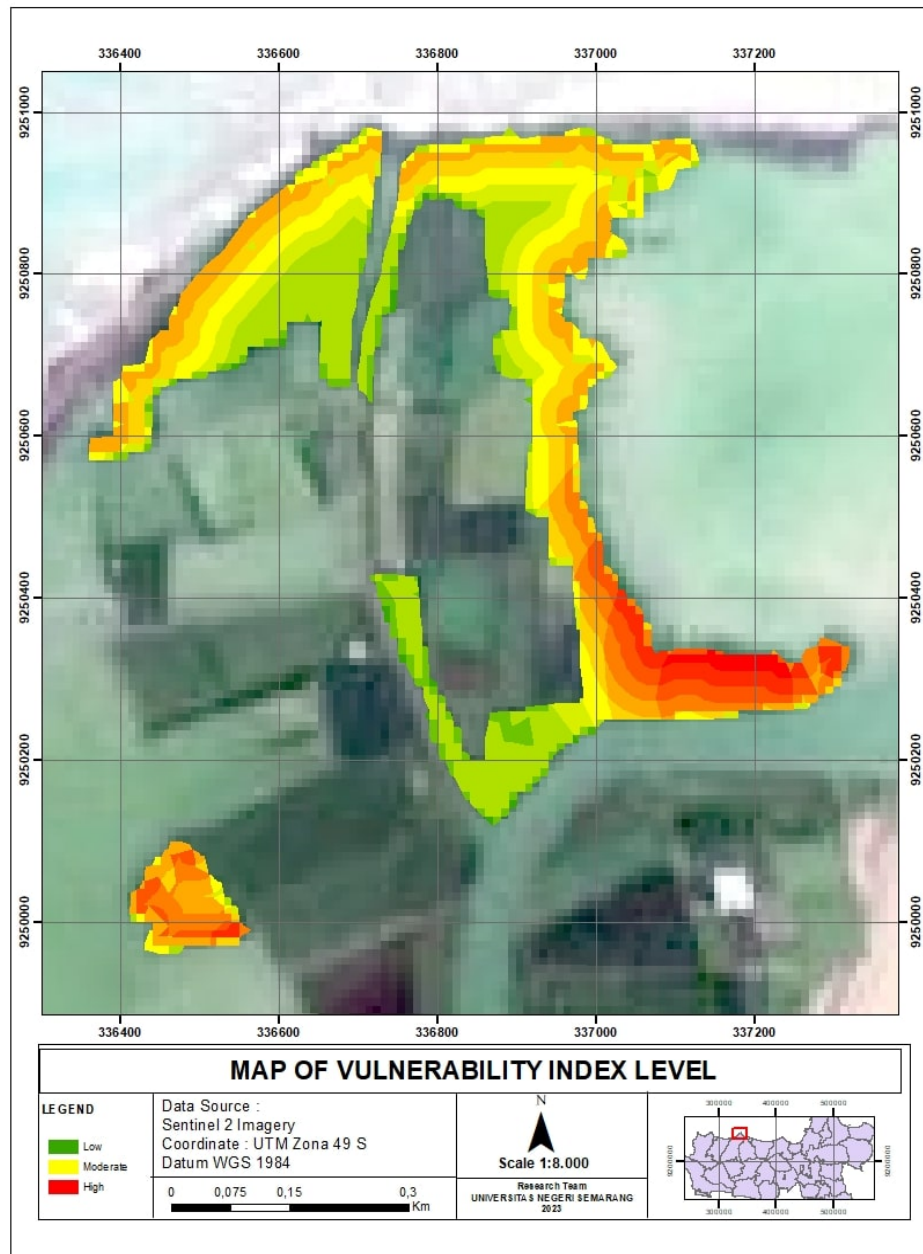 336400 336600 336800 337000 337200
9251000 9251000
9250800 9250800
9250600 9250600
9250400 9250400
9250200 9250200
9250000 9250000
336400 336600 336800 337000 337200
MAP OF VULNERABILITY INDEX LEVEL
LEGEND
Low
Moderate
High
Data Source :
Sentinel 2 Imagery
Coordinate : UTM Zona 49 S
Datum WGS 1984
0 0,075 0,15 0,3
Km
N
Scale 1:8.000
Research Team
UNIVERSITAS NEGERI SEMARANG
2023
300000 400000 500000
9200000 9200000
300000 400000 500000